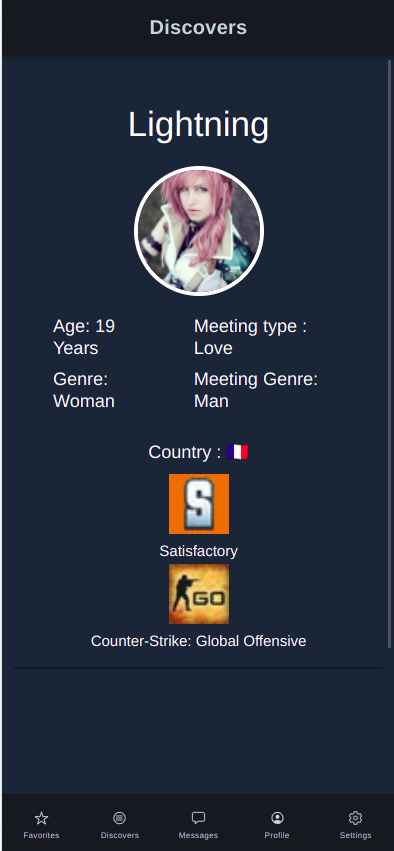 Discovers
Lightning
Age: 19
Years
Meeting type :
Love
Genre:
Woman
Meeting Genre:
Man
Country :
S
Satisfactory
GO
Counter-Strike: Global Offensive
Favorites
Discovers
Messages
Profile
Settings